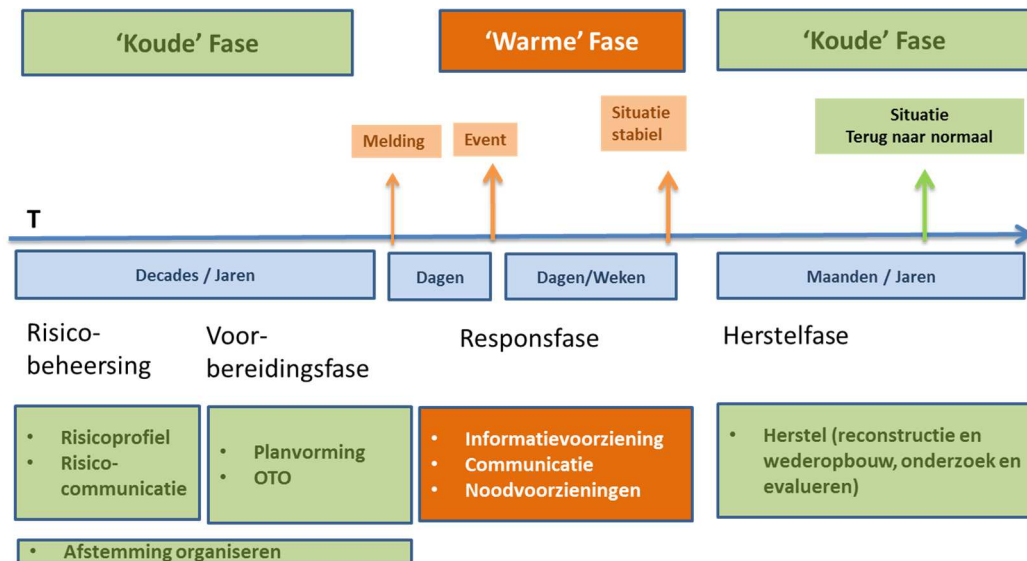 ‘Koude’ Fase
‘Warme’ Fase
‘Koude’ Fase
Melding
Event
Situatie
stabiel
Situatie
Terug naar normaal
T
Decades / Jaren
Dagen
Dagen/Weken
Maanden / Jaren
Risico-
beheersing
Voor-
bereidingsfase
Responsfase
Herstelfase
• Risicoprofiel
• Risico-
communicatie
• Planvorming
• OTO
• Informatievoorziening
• Communicatie
• Noodvoorzieningen
• Herstel (reconstructie en
wederopbouw, onderzoek en
evalueren)
• Afstemming organiseren